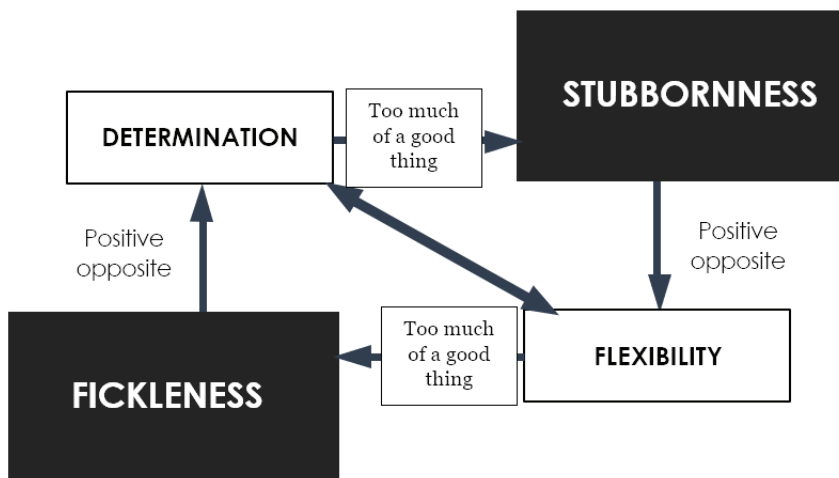 STUBBORNNESS
DETERMINATION
Too much
of a good
thing
Positive
opposite
Positive
opposite
Too much
of a good
thing
FLEXIBILITY
FICKLENESS